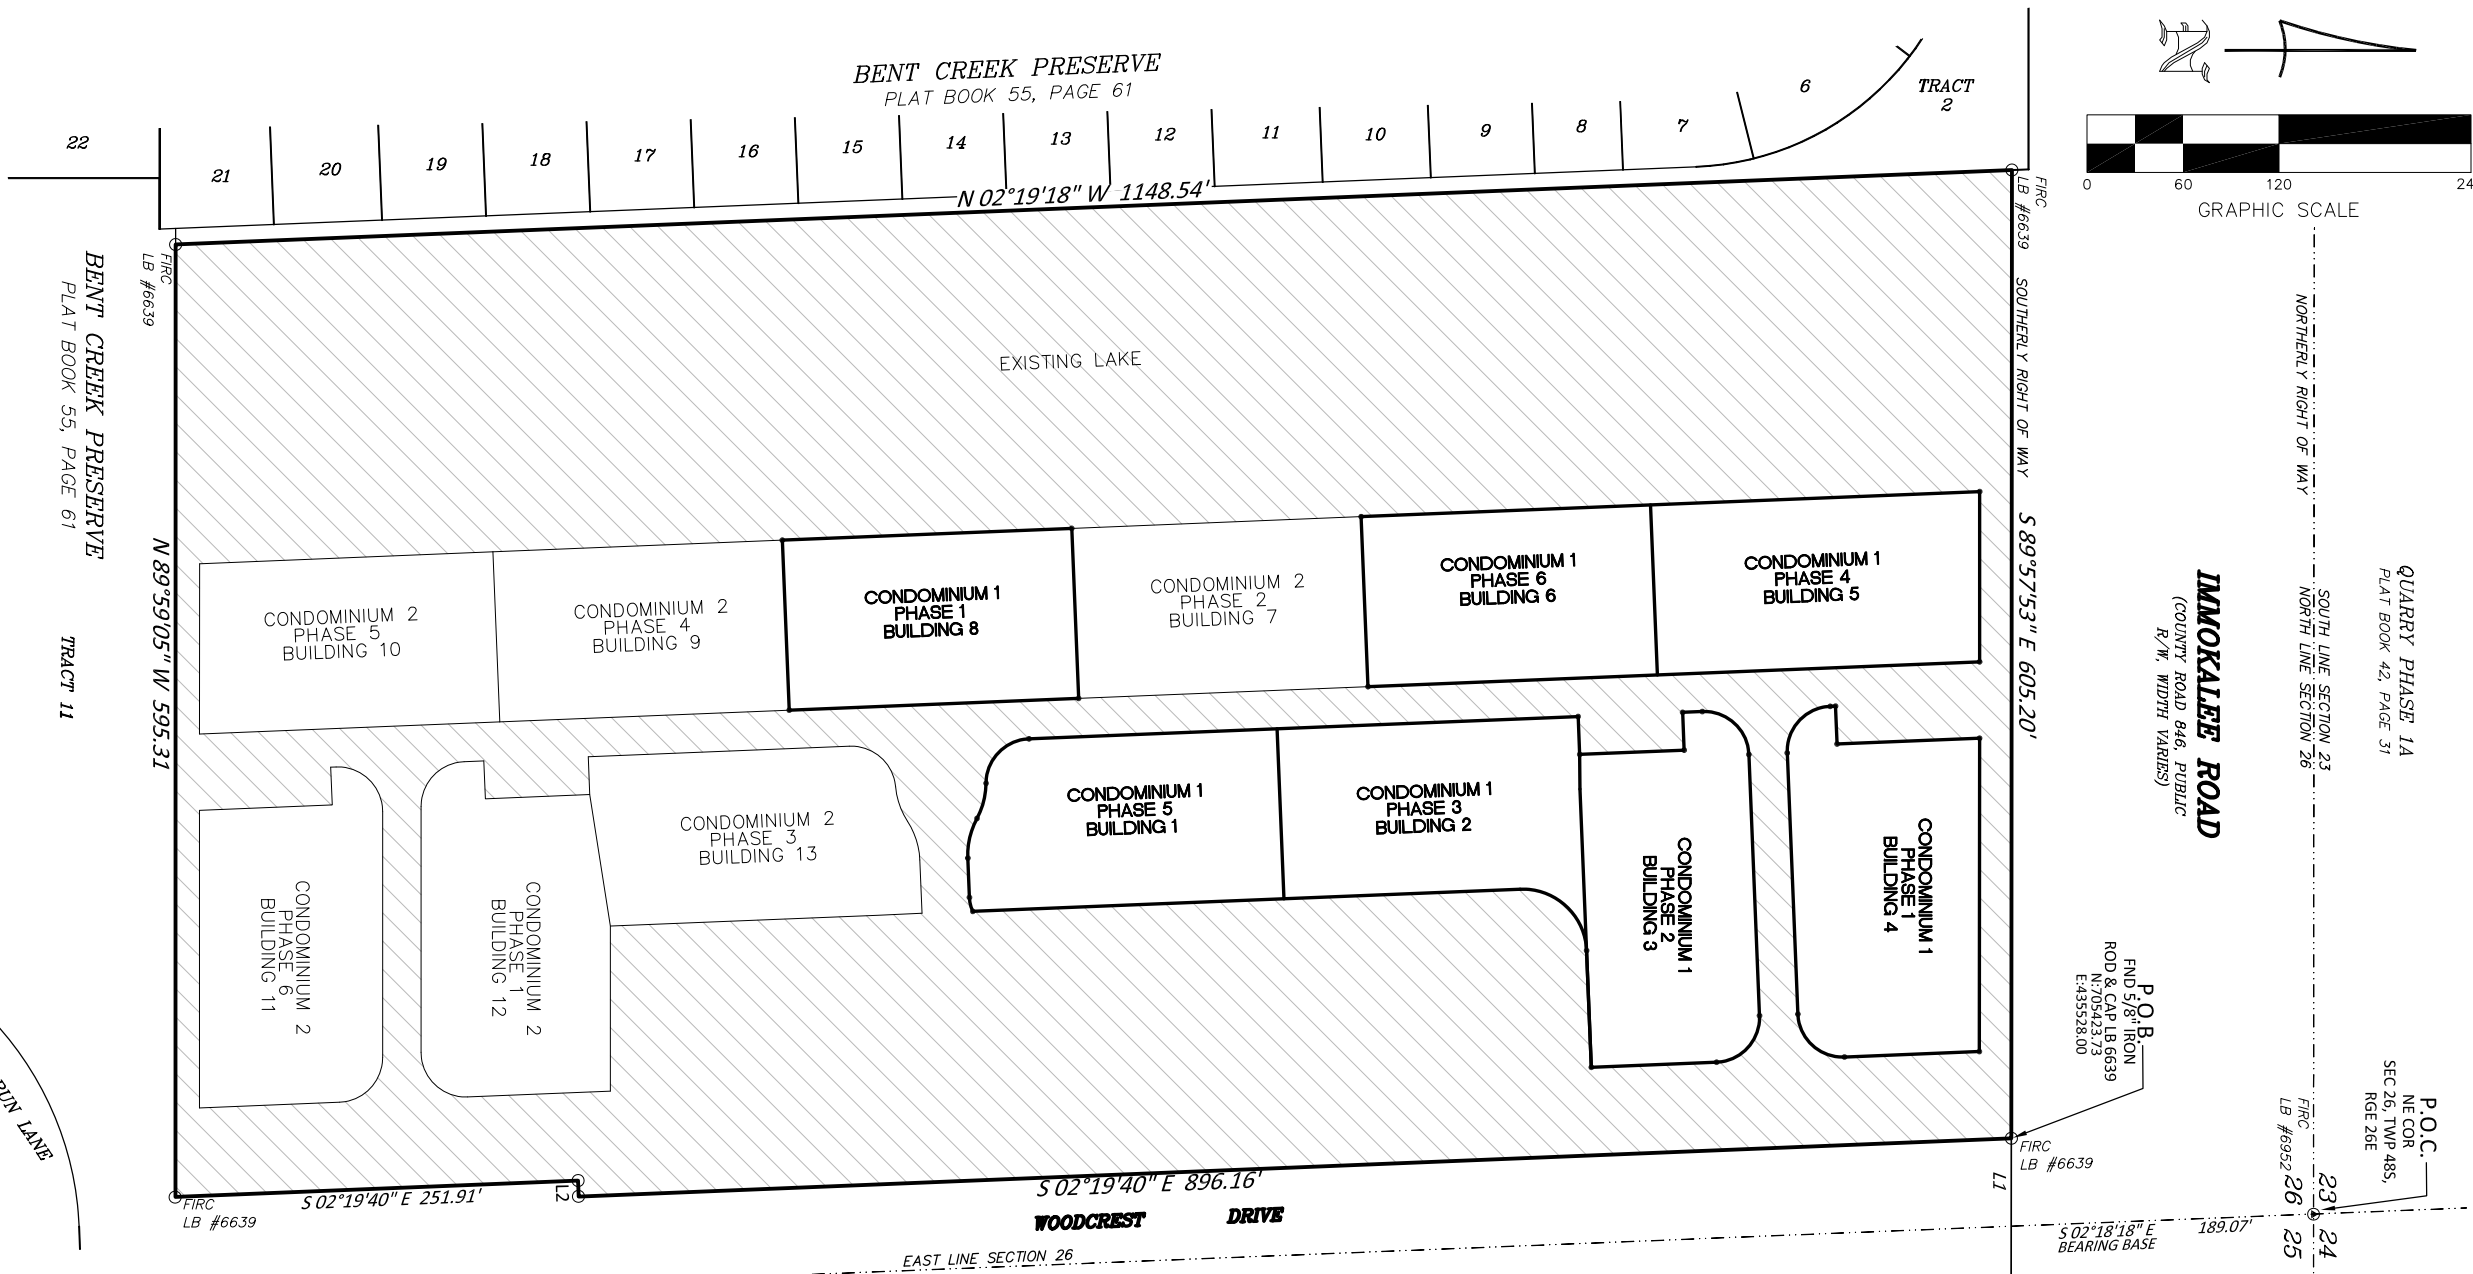 BENT CREEK PRESERVE
PLAT BOOK 55, PAGE 61
22
21
20
19
18
17
16
15
14
13
12
11
10
9
8
7
6
TRACT
2
N
0
60
120
24
GRAPHIC SCALE
N 02°19'18" W 1148.54'
FIRC
LB #6639
FIRC
LB #6639
BENT CREEK PRESERVE
PLAT BOOK 55, PAGE 61
TRACT 11
N 89°59'05" W 595.31
EXISTING LAKE
SOUTHERLY RIGHT OF WAY
S 89°57'53" E 605.20'
NORTHERLY RIGHT OF WAY
SOUTH LINE SECTION 23
NORTH LINE SECTION 26
QUARRY PHASE 1A
PLAT BOOK 42, PAGE 31
IMMOKALEE ROAD
(COUNTY ROAD 846, PUBLIC
R/W, WIDTH VARIES)
CONDOMINIUM 2
PHASE 5
BUILDING 10
CONDOMINIUM 2
PHASE 4
BUILDING 9
CONDOMINIUM 1
PHASE 1
BUILDING 8
CONDOMINIUM 2
PHASE 2
BUILDING 7
CONDOMINIUM 1
PHASE 6
BUILDING 6
CONDOMINIUM 1
PHASE 4
BUILDING 5
CONDOMINIUM 2
PHASE 6
BUILDING 11
CONDOMINIUM 2
PHASE 1
BUILDING 12
CONDOMINIUM 2
PHASE 3
BUILDING 13
CONDOMINIUM 1
PHASE 5
BUILDING 1
CONDOMINIUM 1
PHASE 3
BUILDING 2
CONDOMINIUM 1
PHASE 2
BUILDING 3
CONDOMINIUM 1
PHASE 1
BUILDING 4
P.O.B.
FND 5/8" IRON
ROD & CAP LB 6639
N:705423.73
E:435528.00
P.O.C.
NE COR
SEC 26, TWP 48S,
RGE 26E
FIRC
LB #6952
23
26
24
25
FIRC
LB #6639
L1
S 02°18'18" E 189.07'
BEARING BASE
FIRC
LB #6639
S 02°19'40" E 251.91'
L2
S 02°19'40" E 896.16'
WOODCREST DRIVE
EAST LINE SECTION 26
RUN LANE